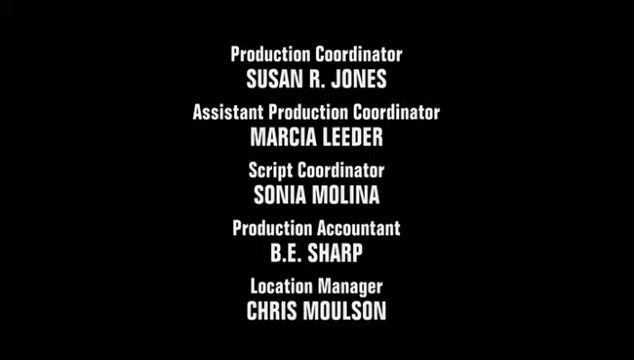 Production Coordinator
SUSAN R. JONES
Assistant Production Coordinator
MARCIA LEEDER
Script Coordinator
SONIA MOLINA
Production Accountant
B.E. SHARP
Location Manager
CHRIS MOULSON